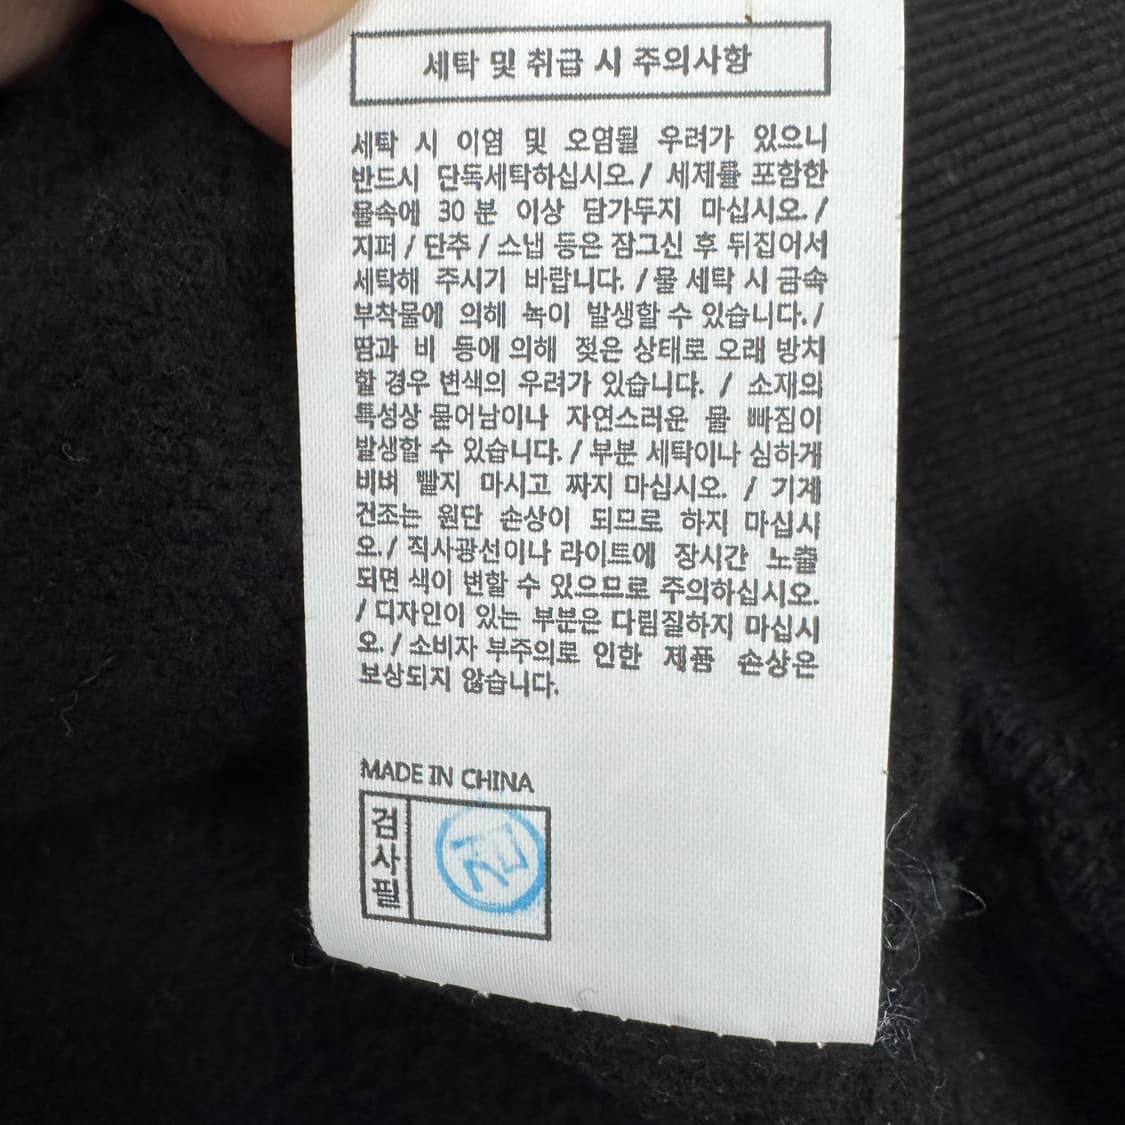 세탁 및 취급 시 주의사항
세탁 시 이염 및 오염될 우려가 있으니
반드시 단독세탁하십시오./ 세제를 포함한
물속에 30분 이상 담가두지 마십시오./
지퍼/단추/스냅 등은 잠그신 후 뒤집어서
세탁해 주시기 바랍니다. /물 세탁 시 금속
부착물에 의해 녹이 발생할 수 있습니다./
땀과 비 등에 의해 젖은 상태로 오래 방치
할 경우 변색의 우려가 있습니다. / 소재의
특성상 묻어남이나 자연스러운 물 빠짐이
발생할 수 있습니다./부분 세탁이나 심하게
비벼 빨지 마시고 짜지 마십시오. / 기계
건조는 원단 손상이 되므로 하지 마십시
오./ 직사광선이나 라이트에 장시간 노출
되면 색이 변할 수 있으므로 주의하십시오.
/ 디자인이 있는 부분은 다림질하지 마십시
오./ 소비자 부주의로 인한 제품 손상은
보상되지 않습니다.
MADE IN CHINA
검사필